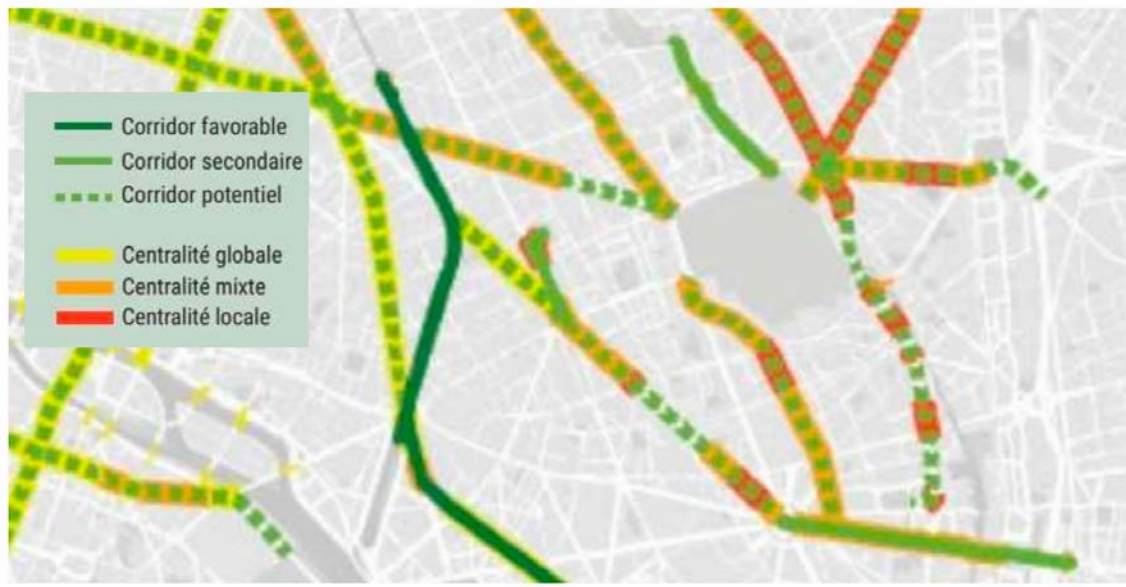 Corridor favorable
Corridor secondaire
Corridor potentiel
Centralité globale
Centralité mixte
Centralité locale